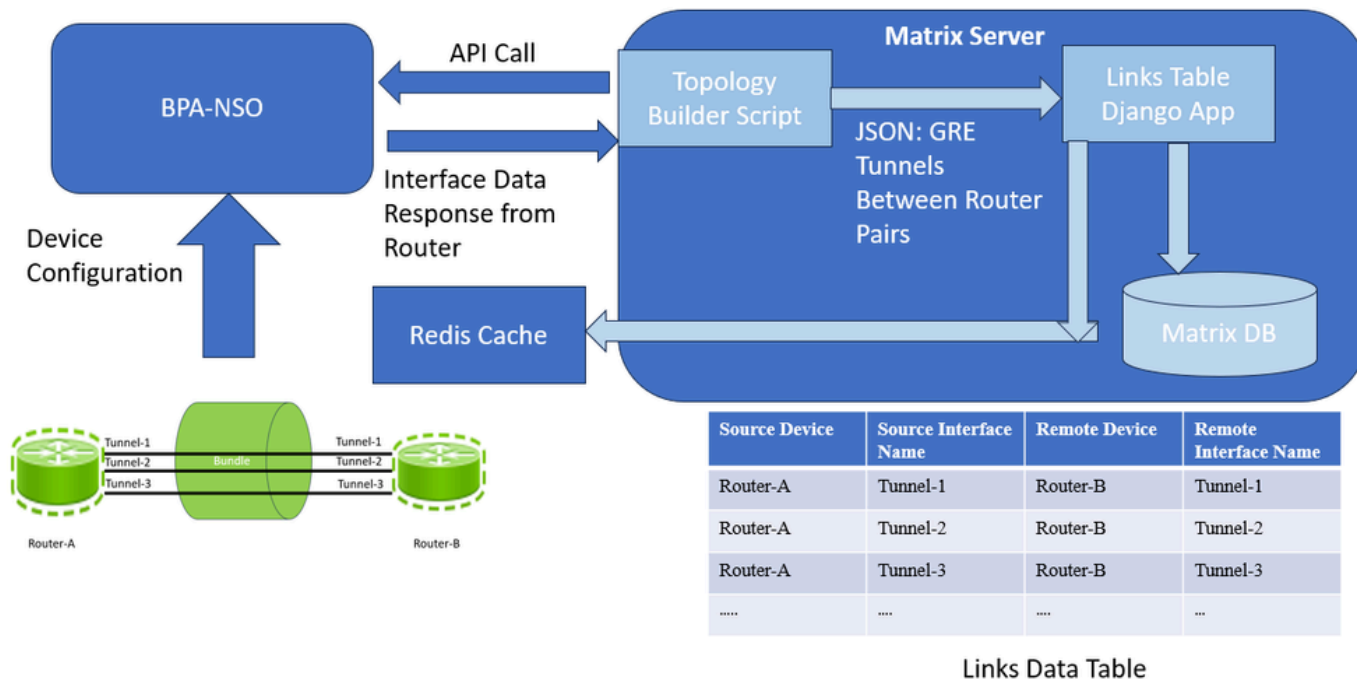 Matrix Server
BPA-NSO
API Call
Topology
Builder Script
Links Table
Django App
JSON: GRE
Tunnels
Between Router
Pairs
Interface Data
Response from
Router
Device
Configuration
Redis Cache
Matrix DB
Tunnel-1
Tunnel-2
Tunnel-3
Bundle
Tunnel-1
Tunnel-2
Tunnel-3
Router-A
Router-B
Source Device Source Interface Name Remote Device Remote Interface Name
Router-A Tunnel-1 Router-B Tunnel-1
Router-A Tunnel-2 Router-B Tunnel-2
Router-A Tunnel-3 Router-B Tunnel-3
..... .... .... ...
Links Data Table